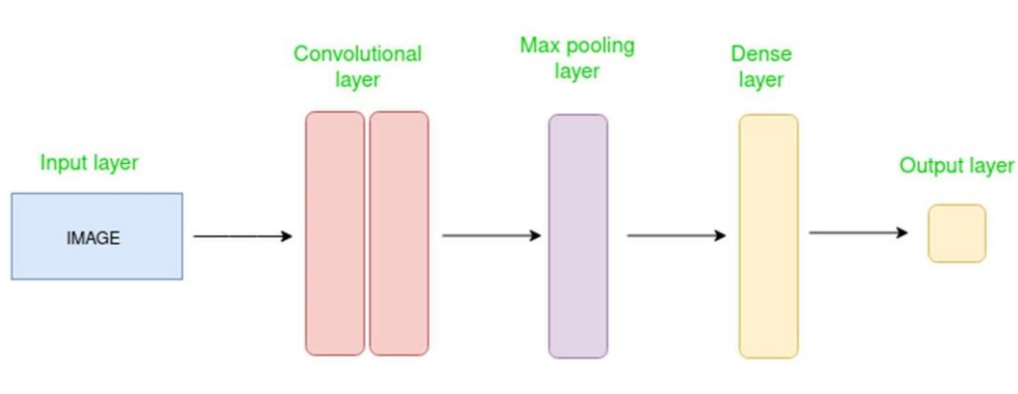 Input layer
IMAGE
Convolutional
layer
Max pooling
layer
Dense
layer
Output layer